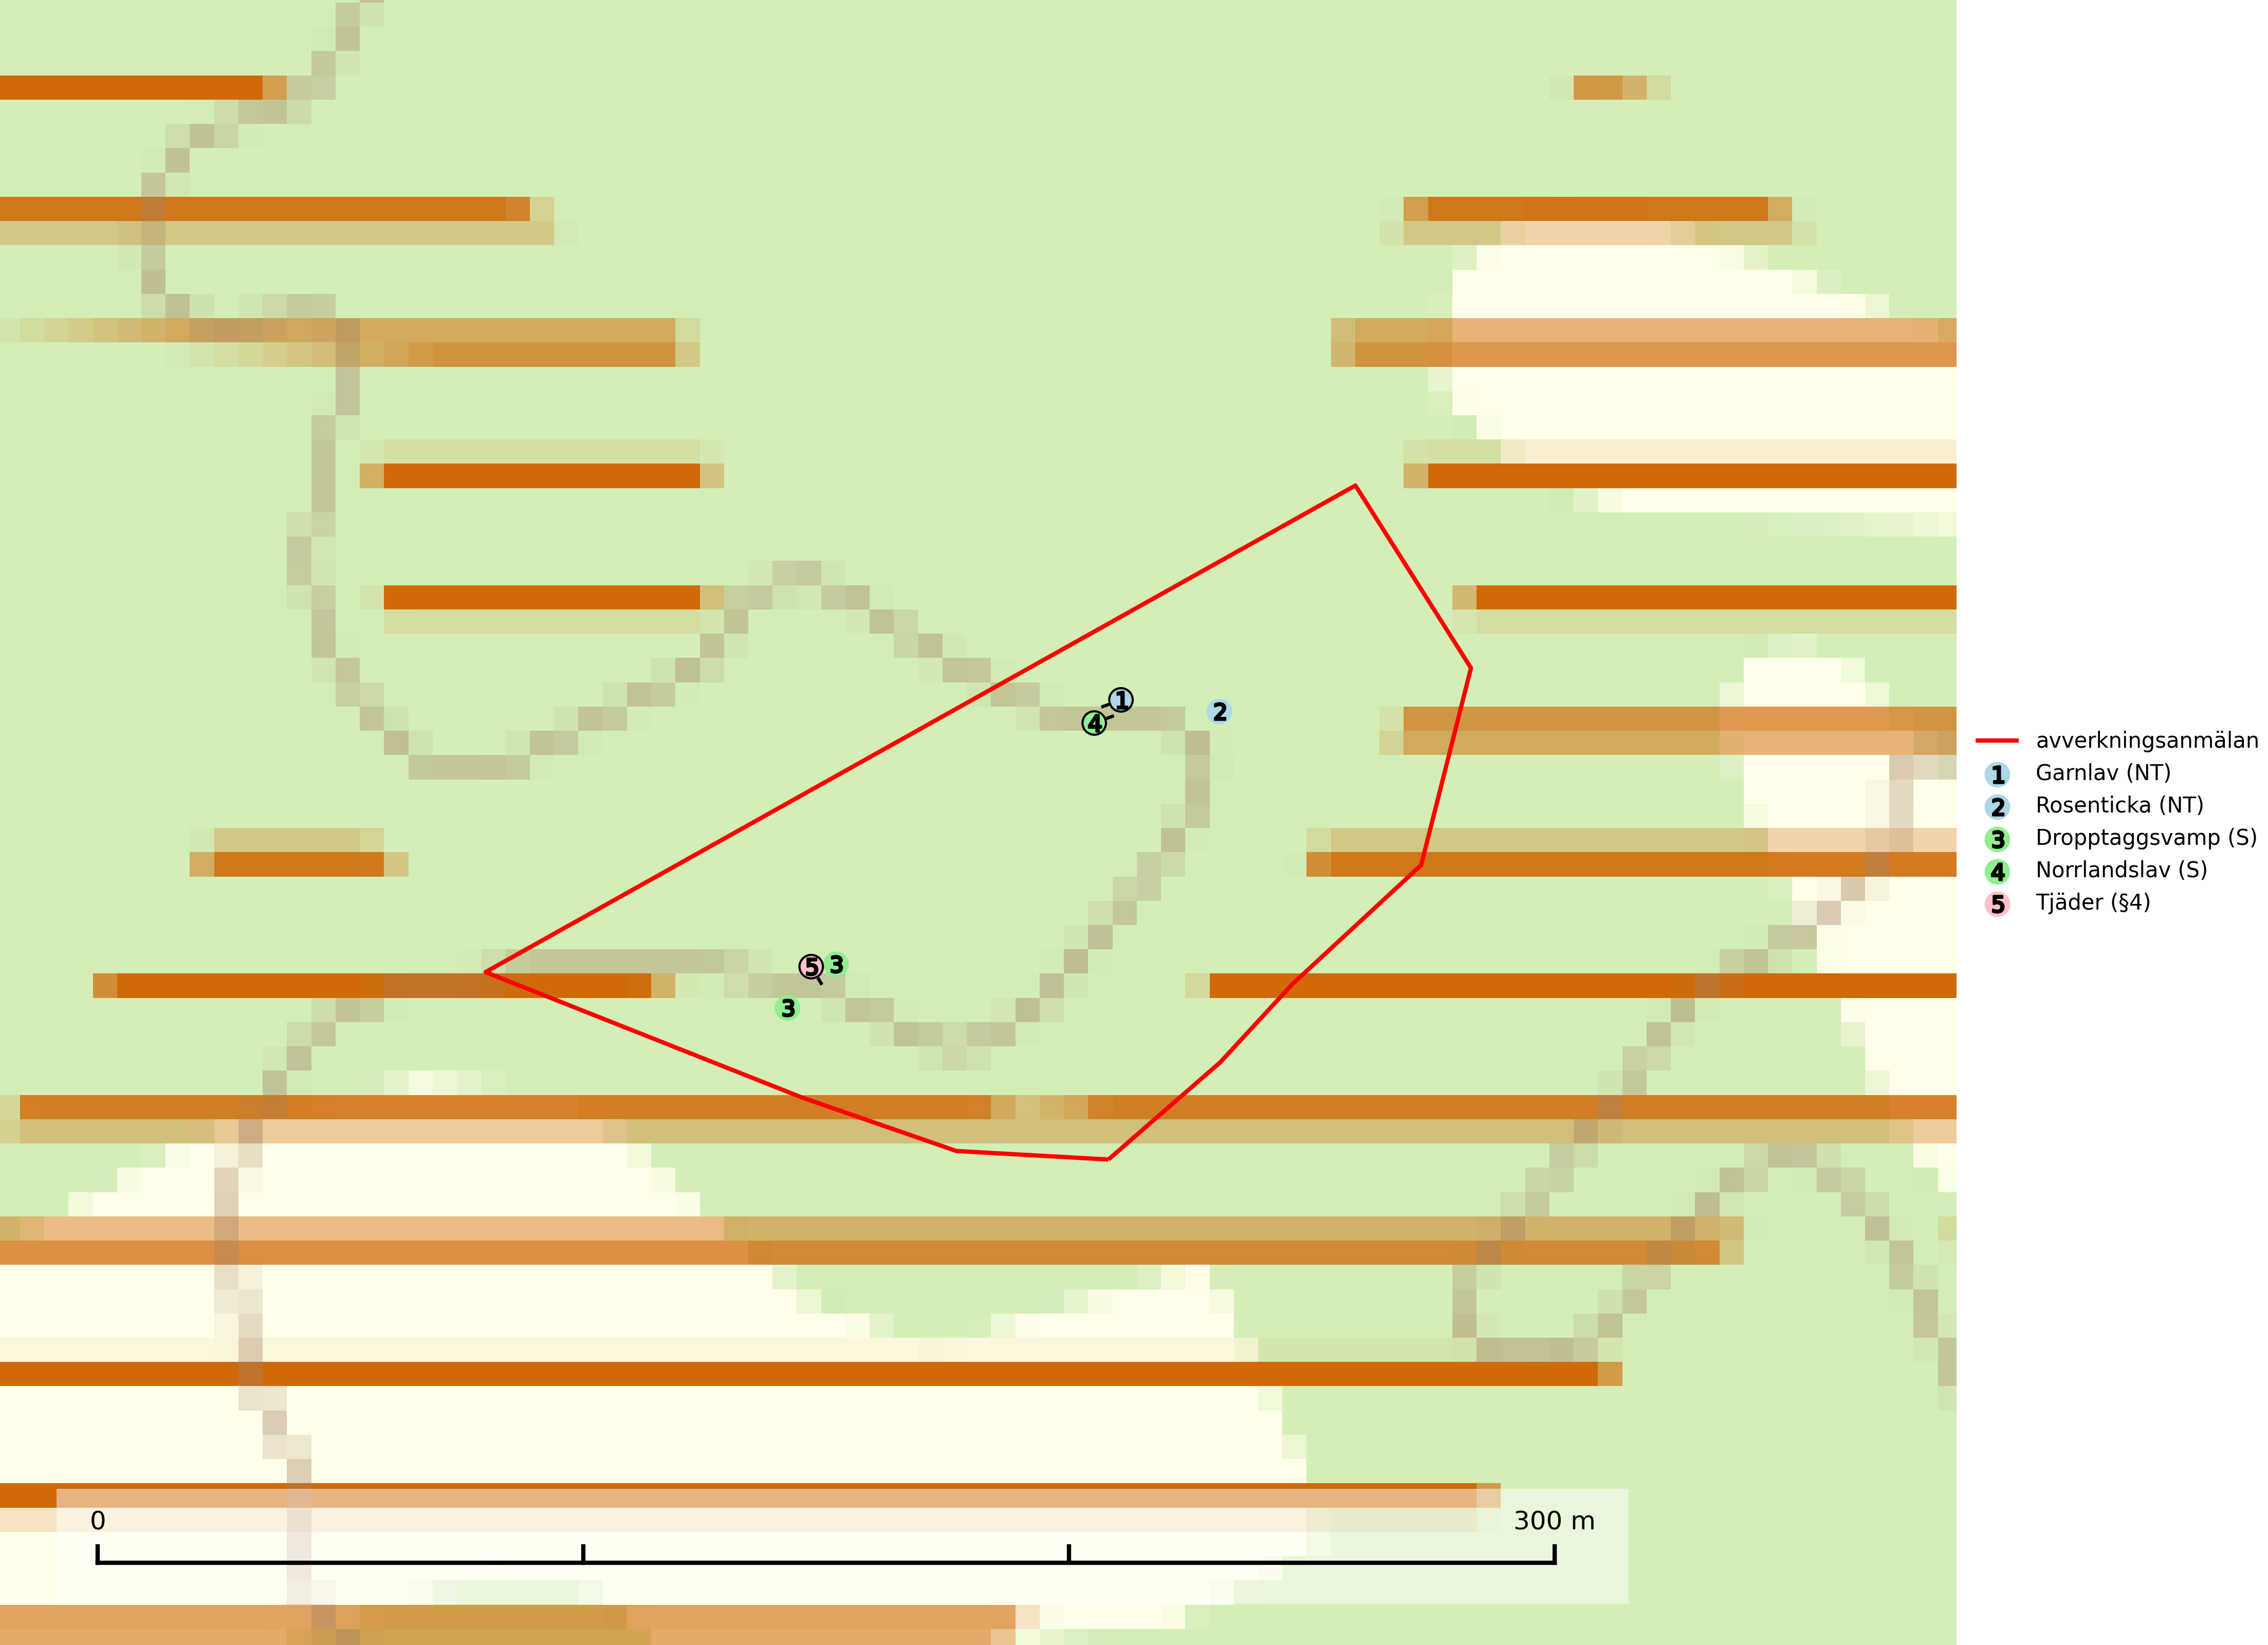 1
4
2
5 3
3
avverkningsanmälan
1 Garnlav (NT)
2 Rosenticka (NT)
3 Dropptaggsvamp (S)
4 Norrlandslav (S)
5 Tjäder (§4)
0 300 m